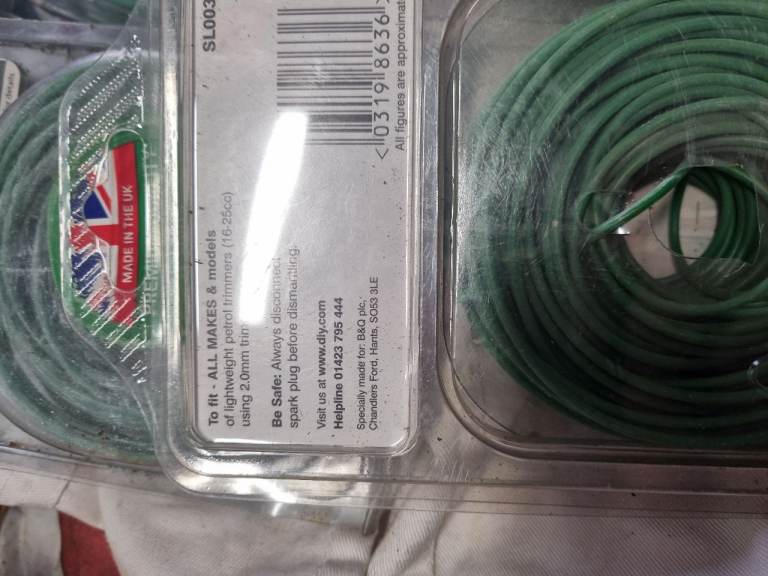 SL003
0319 8636
All figures are approximat
To fit - ALL MAKES & models
of lightweight petrol trimmers (16-25cc)
using 2.0mm trim
Be Safe: Always disconnect
spark plug before dismantling.
Visit us at www.diy.com
Helpline 01423 795 444
Specially made for: B&Q plc,
Chandlers Ford, Hants, SO53 3LE
MADE IN THE UK
details